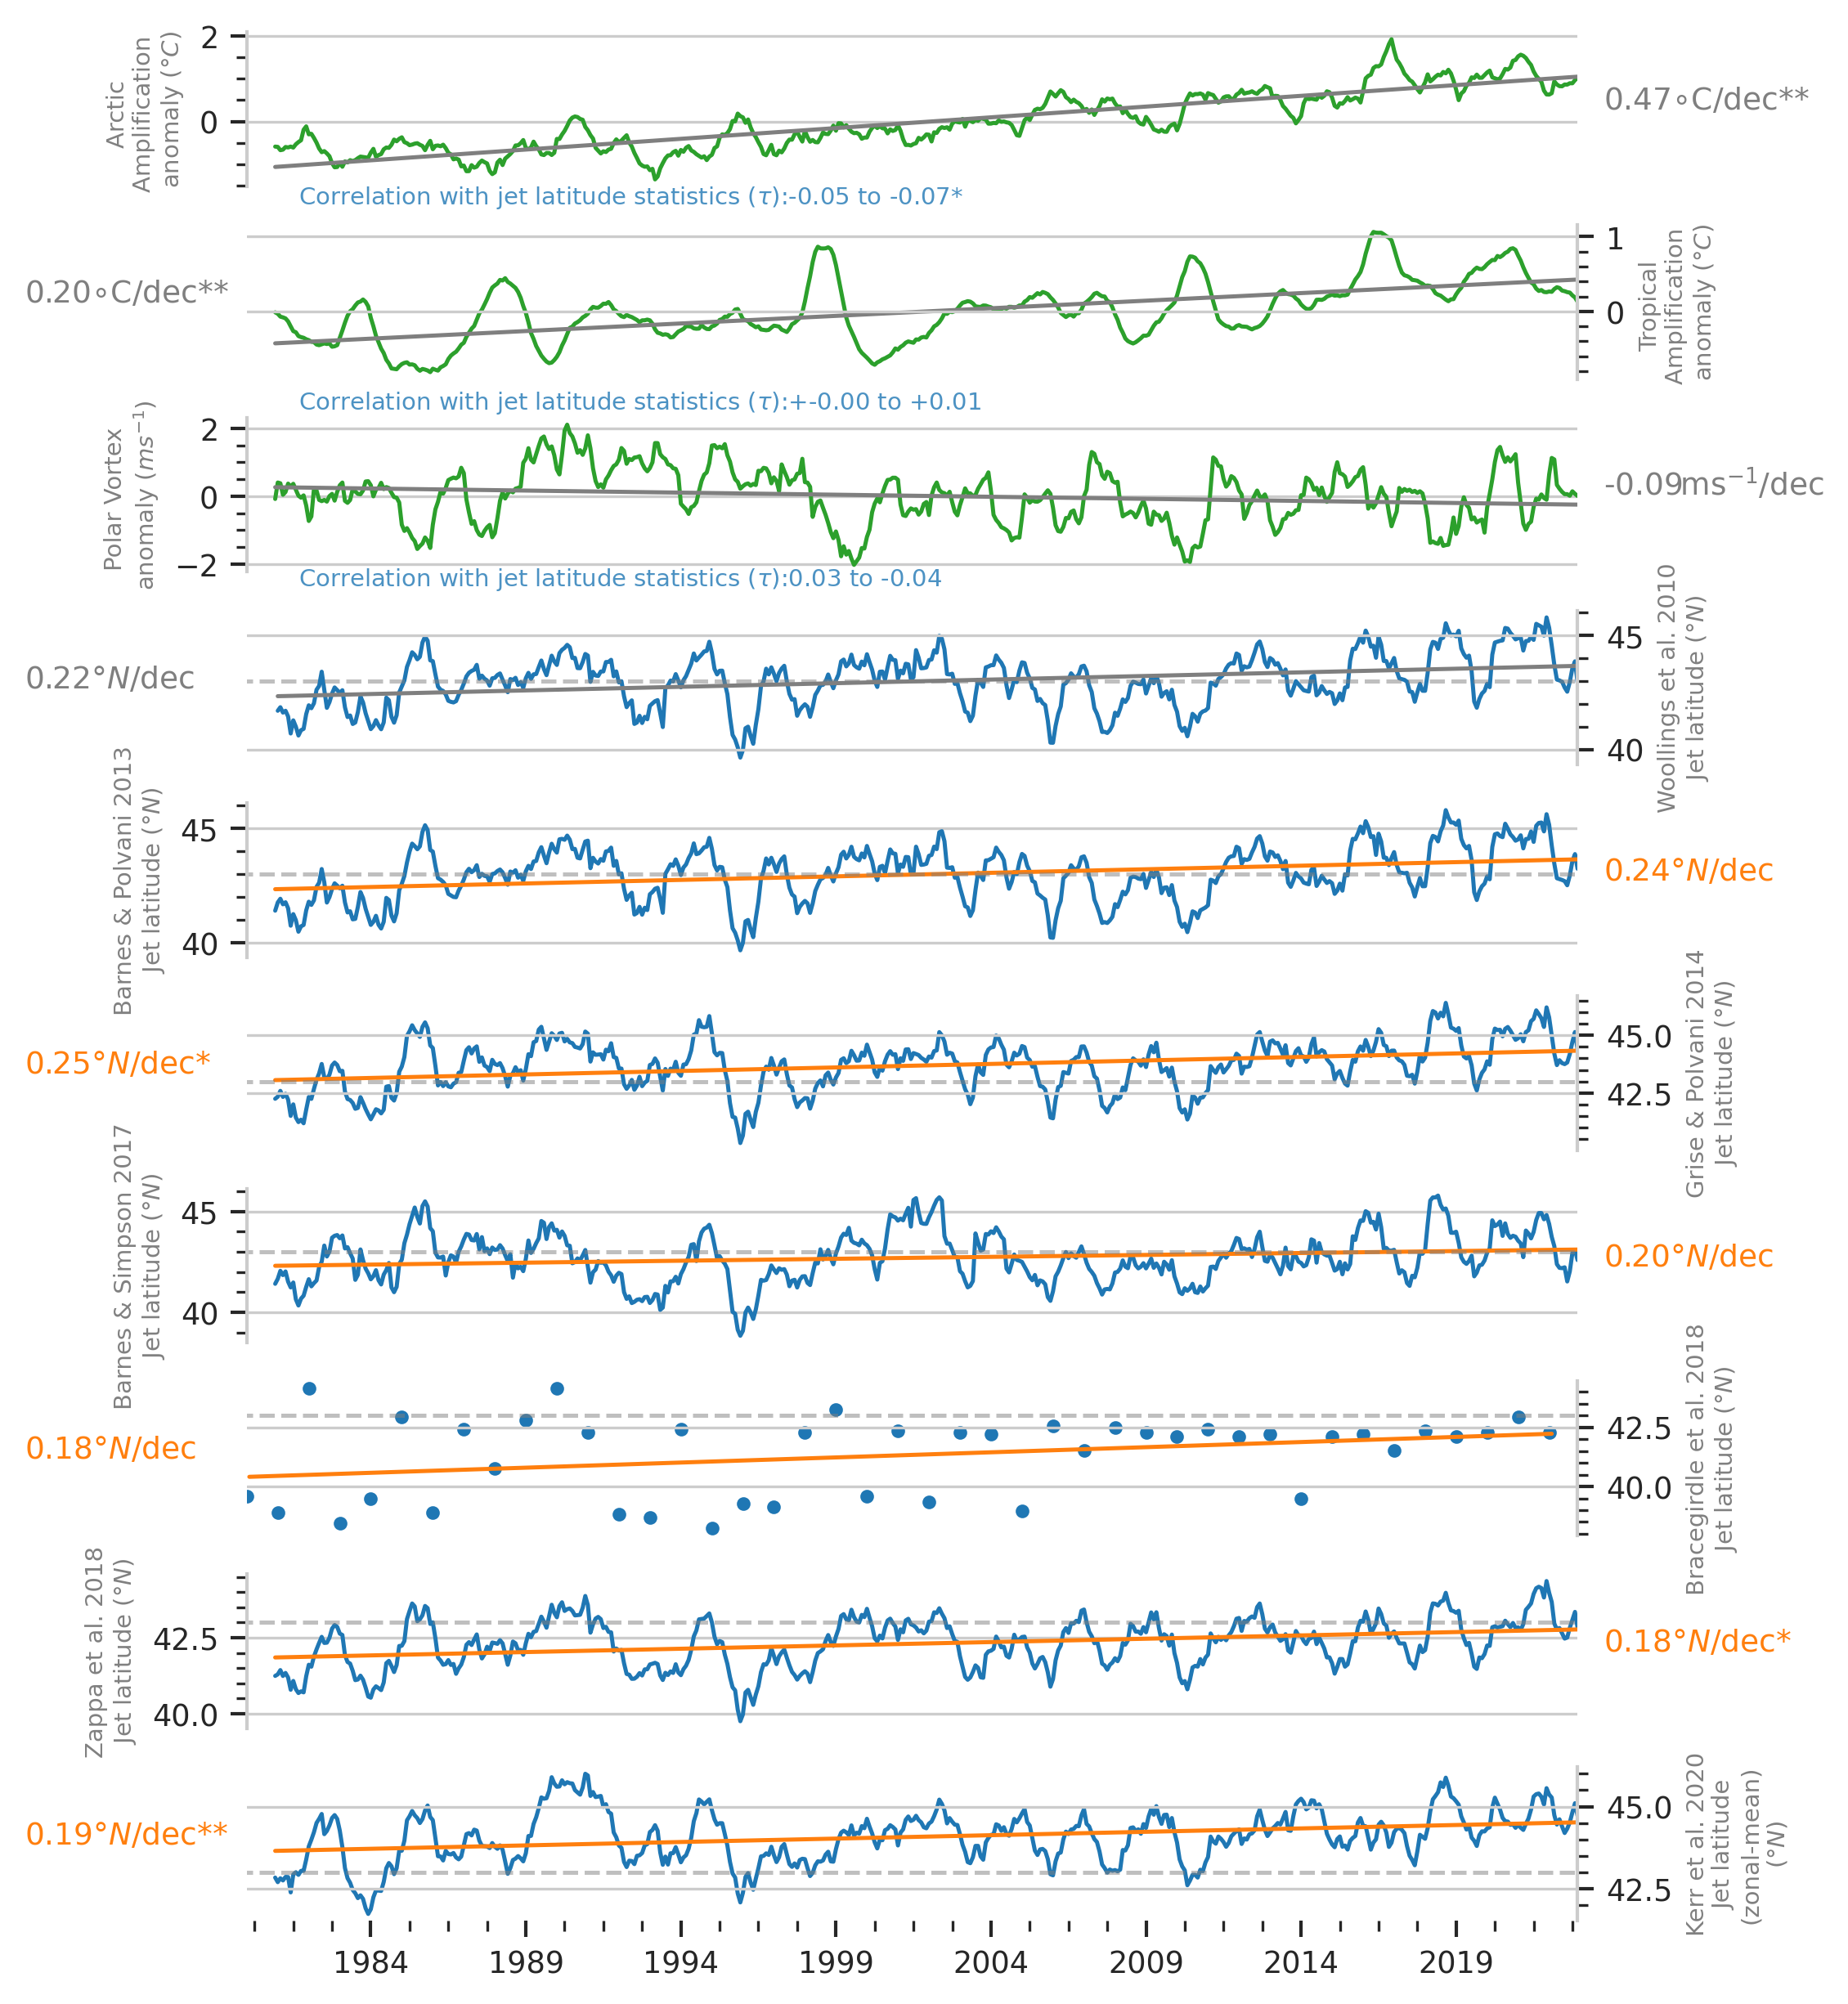 Arctic
Amplification
anomaly (°C)
2
0
0.47∘C/dec**
Correlation with jet latitude statistics (τ):-0.05 to -0.07*
0.20∘C/dec**
1
0
Tropical
Amplification
anomaly (°C)
Correlation with jet latitude statistics (τ):+-0.00 to +0.01
Polar Vortex
anomaly (ms⁻¹)
2
0
−2
-0.09ms⁻¹/dec
Correlation with jet latitude statistics (τ):0.03 to -0.04
0.22°N/dec
45
40
Woollings et al. 2010
Jet latitude (°N)
Barnes & Polvani 2013
Jet latitude (°N)
45
40
0.24°N/dec
0.25°N/dec*
45.0
42.5
Grise & Polvani 2014
Jet latitude (°N)
Barnes & Simpson 2017
Jet latitude (°N)
45
40
0.20°N/dec
0.18°N/dec
42.5
40.0
Bracegirdle et al. 2018
Jet latitude (°N)
Zappa et al. 2018
Jet latitude (°N)
42.5
40.0
0.18°N/dec*
0.19°N/dec**
45.0
42.5
Kerr et al. 2020
Jet latitude
(zonal-mean)
(°N)
1984 1989 1994 1999 2004 2009 2014 2019